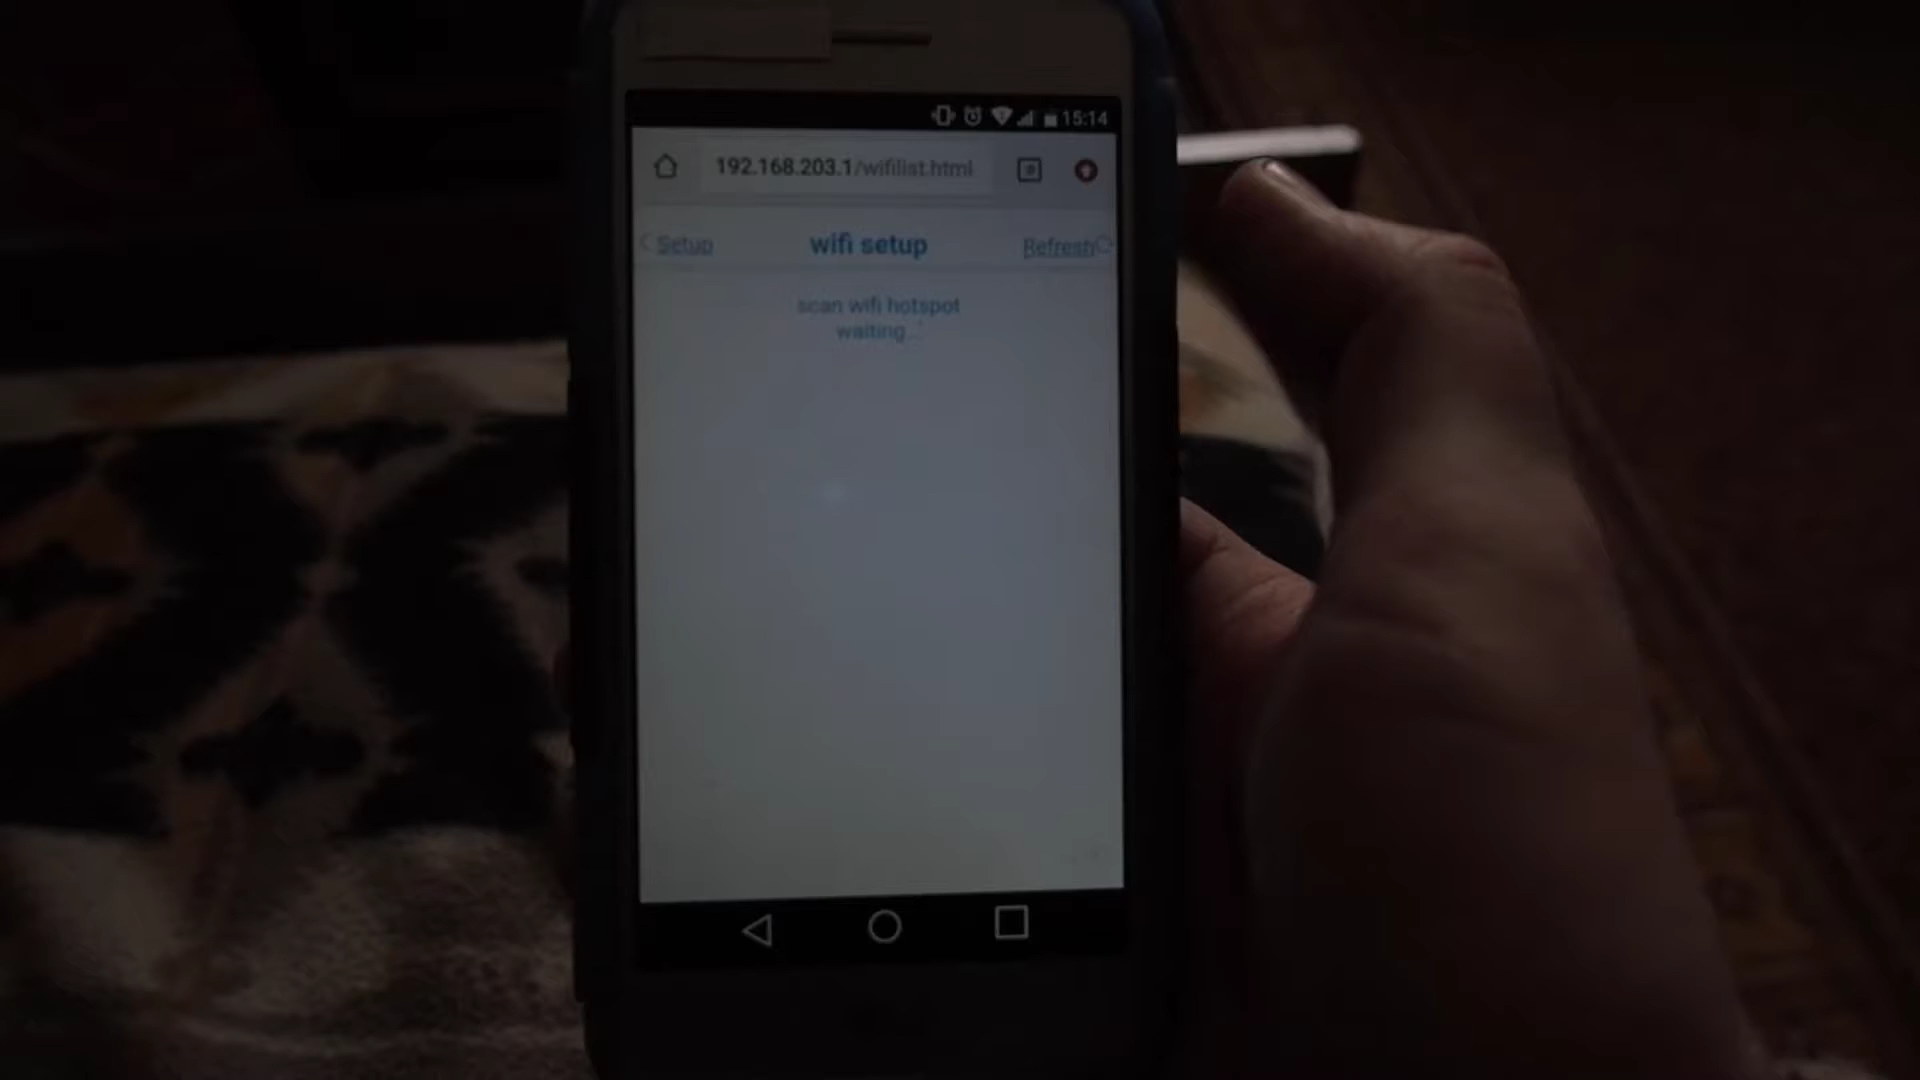 15:14
192.168.203.1/wifilist.html
Setup wifi setup Refresh
scan wifi hotspot
waiting...